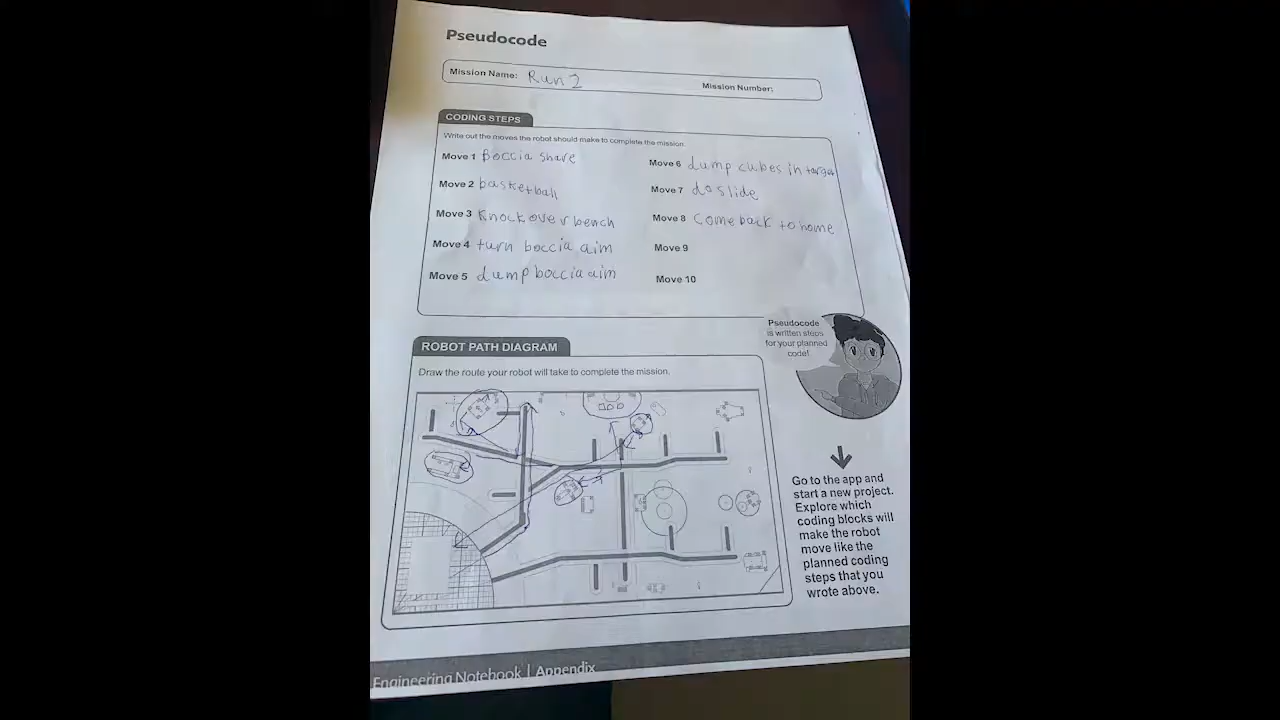 Pseudocode
Mission Name: Run 2
Mission Number:
CODING STEPS
Write out the moves the robot should make to complete the mission.
Move 1 Boccia share
Move 2 basketball
Move 3 Knock over bench
Move 4 turn boccia aim
Move 5 dump boccia aim
Move 6 dump cubes in target
Move 7 do slide
Move 8 Come back to home
Move 9
Move 10
Pseudocode
is written steps
for your planned
code!
ROBOT PATH DIAGRAM
Draw the route your robot will take to complete the mission.
Go to the app and
start a new project.
Explore which
coding blocks will
make the robot
move like the
planned coding
steps that you
wrote above.
Engineering Notebook | Appendix